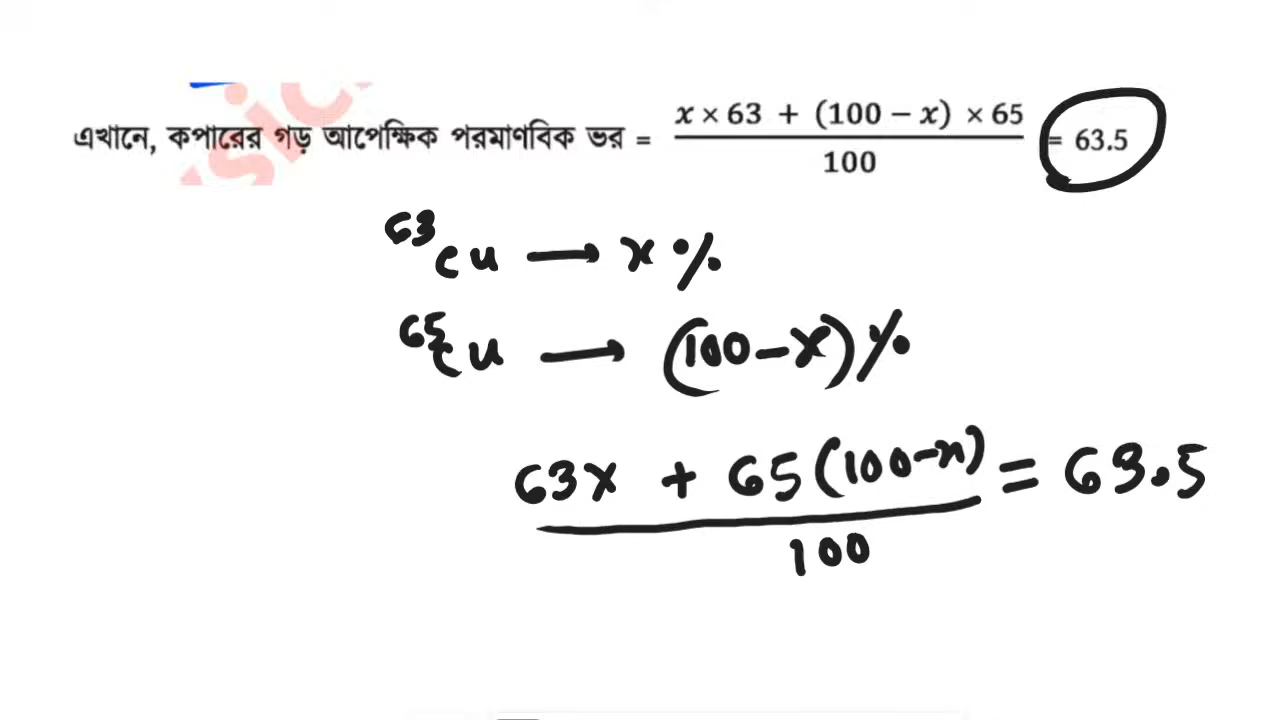 এখানে, কপারের গড় আপেক্ষিক পরমাণবিক ভর = x × 63 + (100 − x) × 65 / 100 = 63.5
63Cu → x %
65Cu → (100 − x) %
63x + 65 (100 − x) / 100 = 63.5